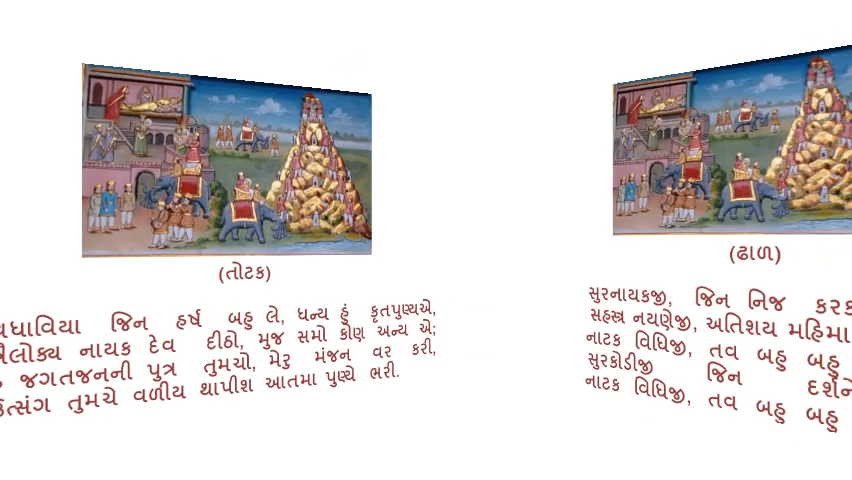 (તોટક)
વધાવિયા જિન હર્ષ બહુ લે, ધન્ય હું કૃતપુણ્યએ,
નાયક દેવ દીઠો, મુજ સમો કોણ અન્ય એ;
જગતજનની પુત્ર તુમચો, મેરુ મંજન વર કરી,
તુમચે વળીય થાપીશ આતમા પુણ્યે ભરી.
(ઢાળ)
સુરનાયકજી, જિન નિજ
સહસ્ત્ર નયણેજી, અતિશય મહિમા
નાટક વિધિજી, તવ બહુ બહુ
સુરકોડીજી જિન
નાટક વિધિજી, તવ બહુ બહુ